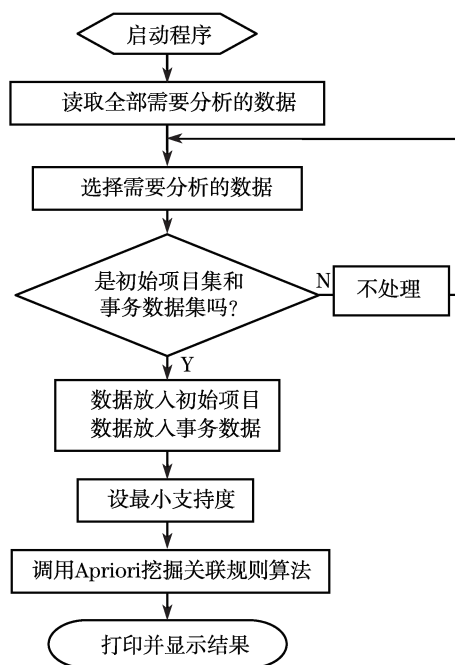 启动程序
读取全部需要分析的数据
选择需要分析的数据
是初始项目集和
事务数据集吗?
N
不处理
Y
数据放入初始项目
数据放入事务数据
设最小支持度
调用Apriori挖掘关联规则算法
打印并显示结果